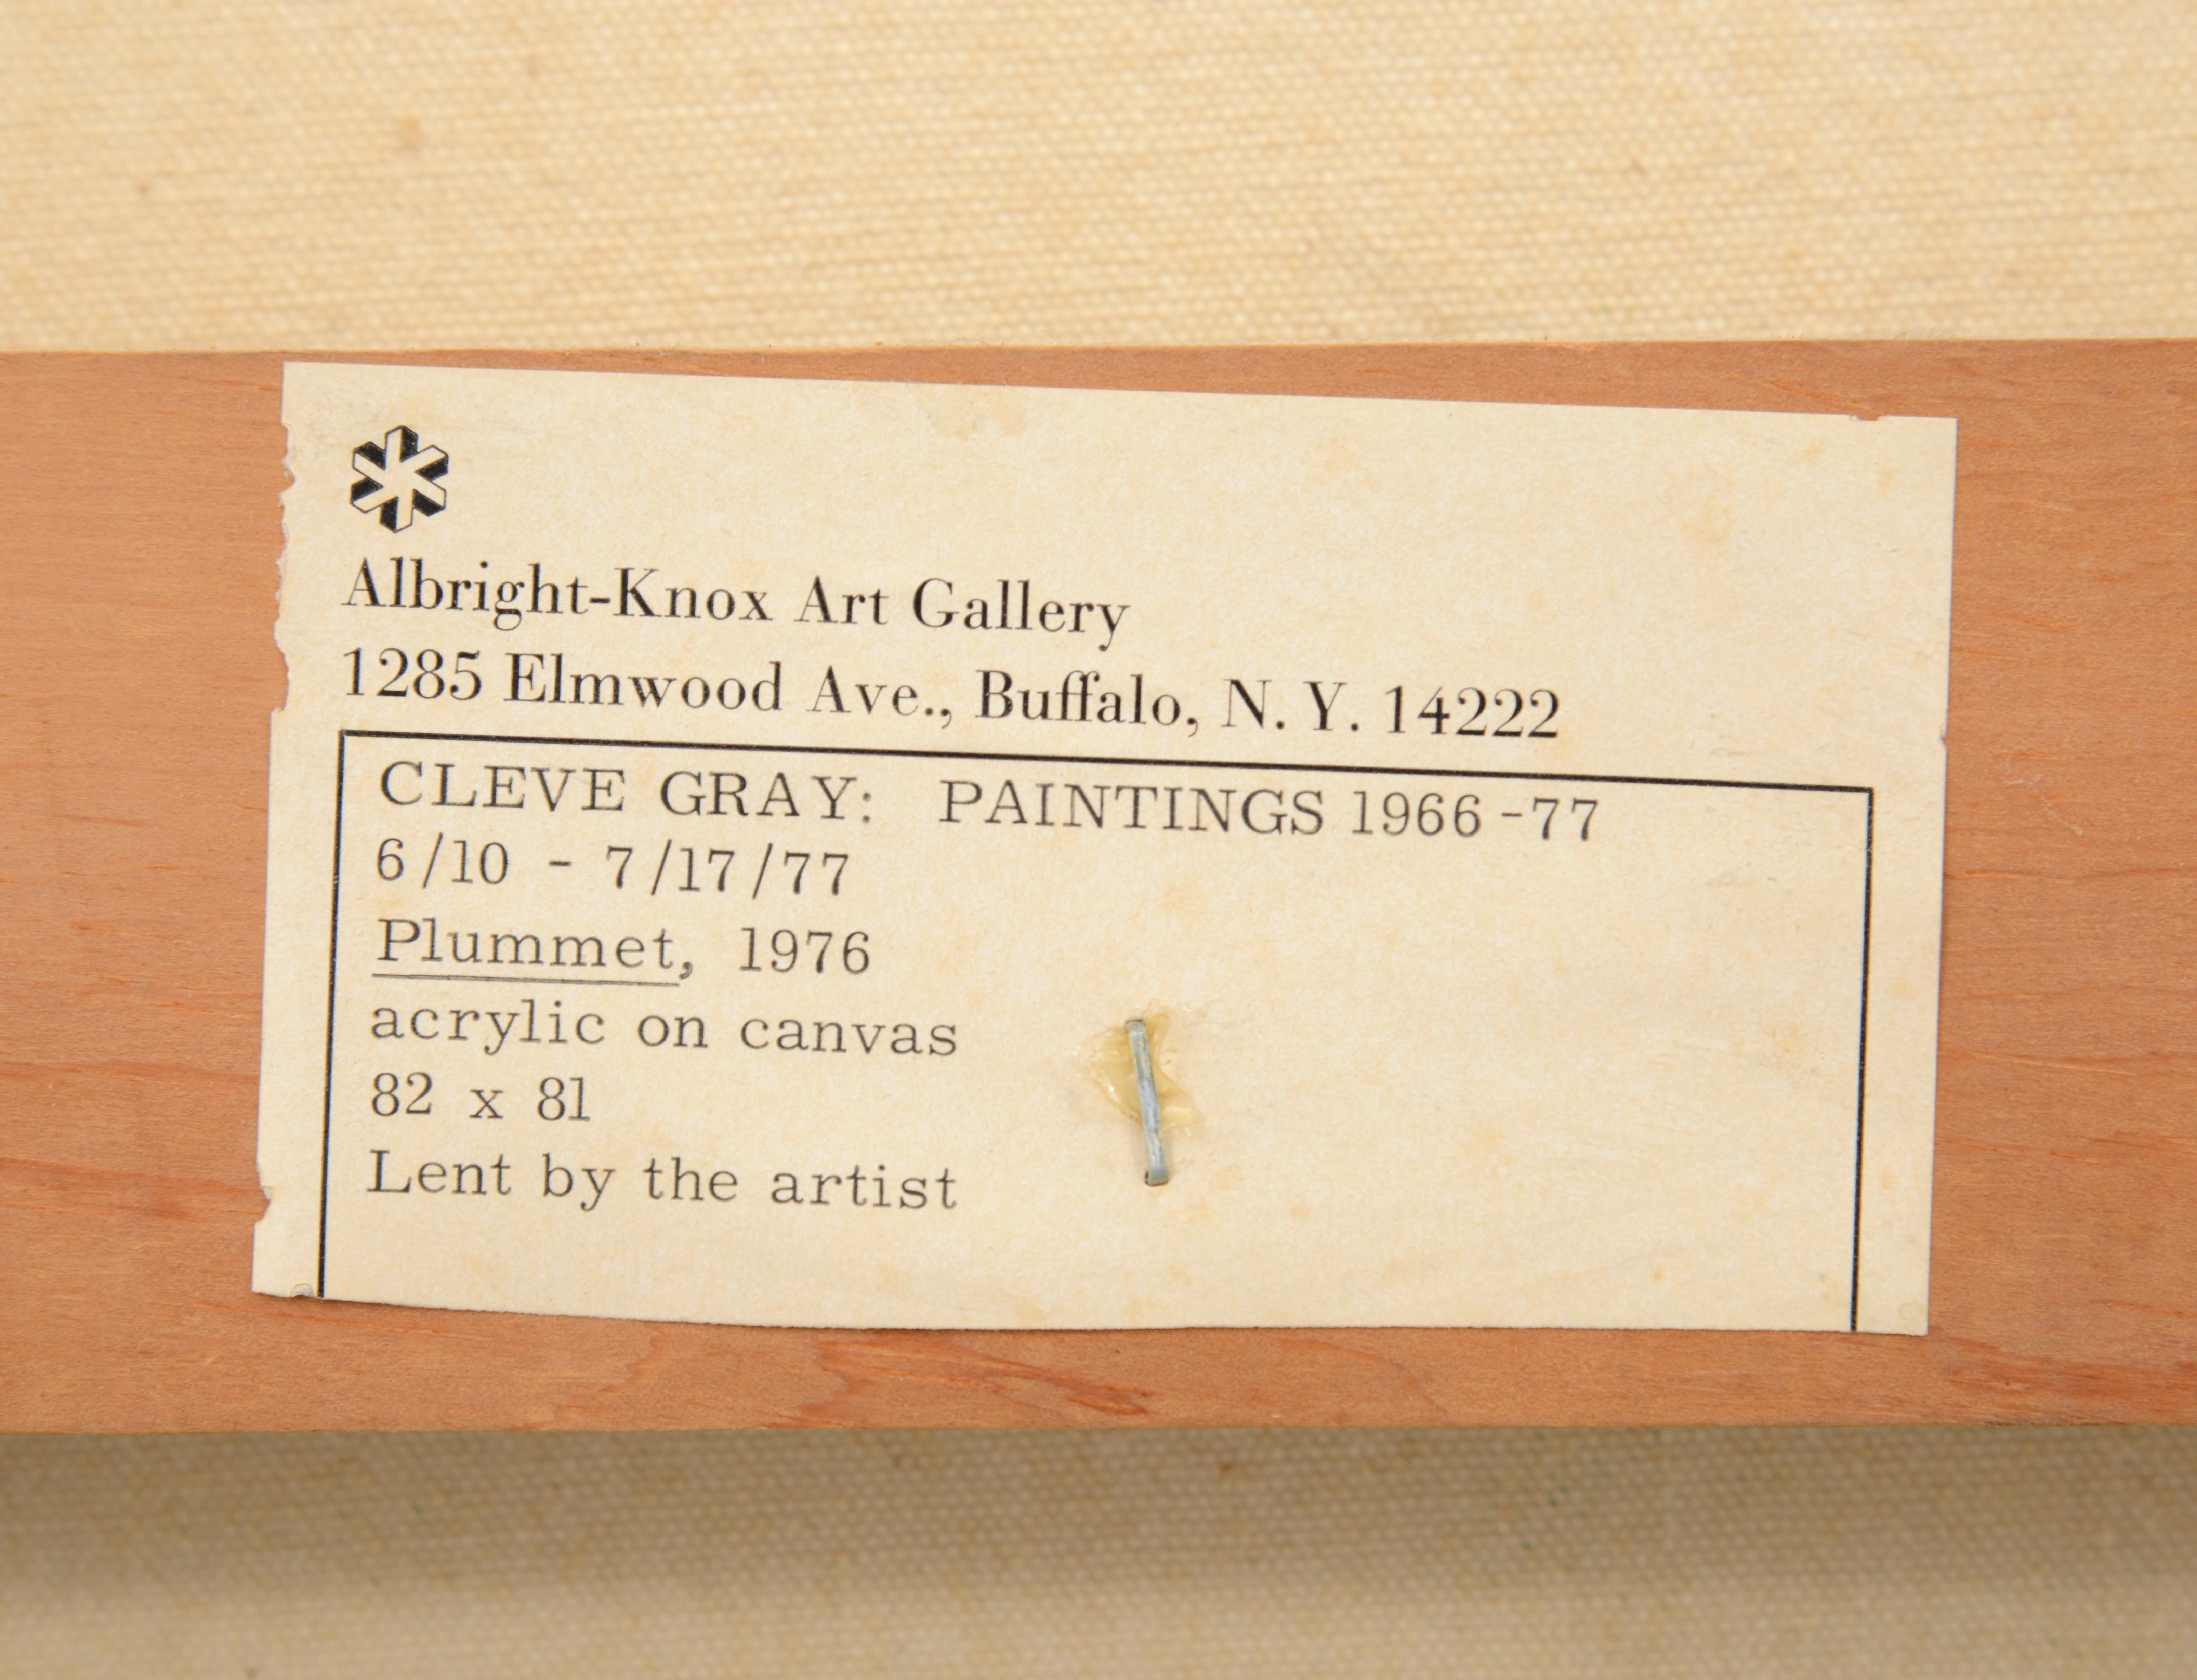 Albright-Knox Art Gallery
1285 Elmwood Ave., Buffalo, N. Y. 14222
CLEVE GRAY: PAINTINGS 1966-77
6/10 - 7/17/77
Plummet, 1976
acrylic on canvas
82 x 81
Lent by the artist